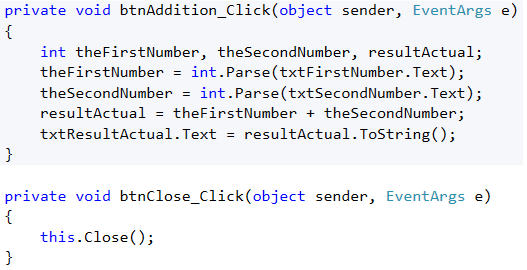 private void btnAddition_Click(object sender, EventArgs e)
{
    int theFirstNumber, theSecondNumber, resultActual;
    theFirstNumber = int.Parse(txtFirstNumber.Text);
    theSecondNumber = int.Parse(txtSecondNumber.Text);
    resultActual = theFirstNumber + theSecondNumber;
    txtResultActual.Text = resultActual.ToString();
}
private void btnClose_Click(object sender, EventArgs e)
{
    this.Close();
}